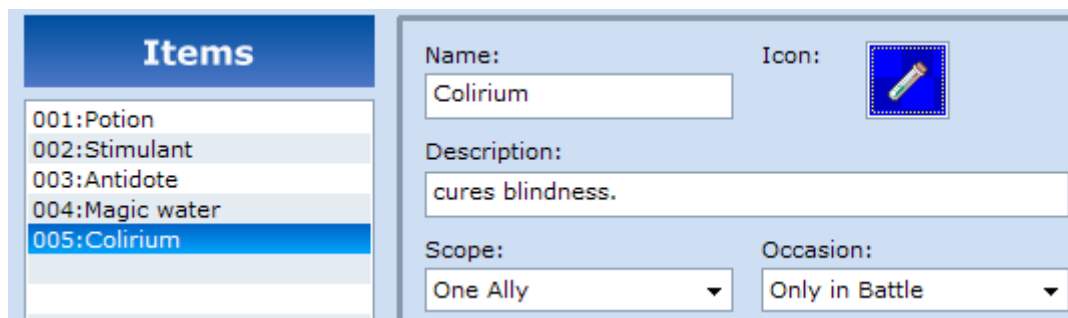 Items
001:Potion
002:Stimulant
003:Antidote
004:Magic water
005:Colirium
Name:
Icon:
Colirium
Description:
cures blindness.
Scope:
Occasion:
One Ally
Only in Battle